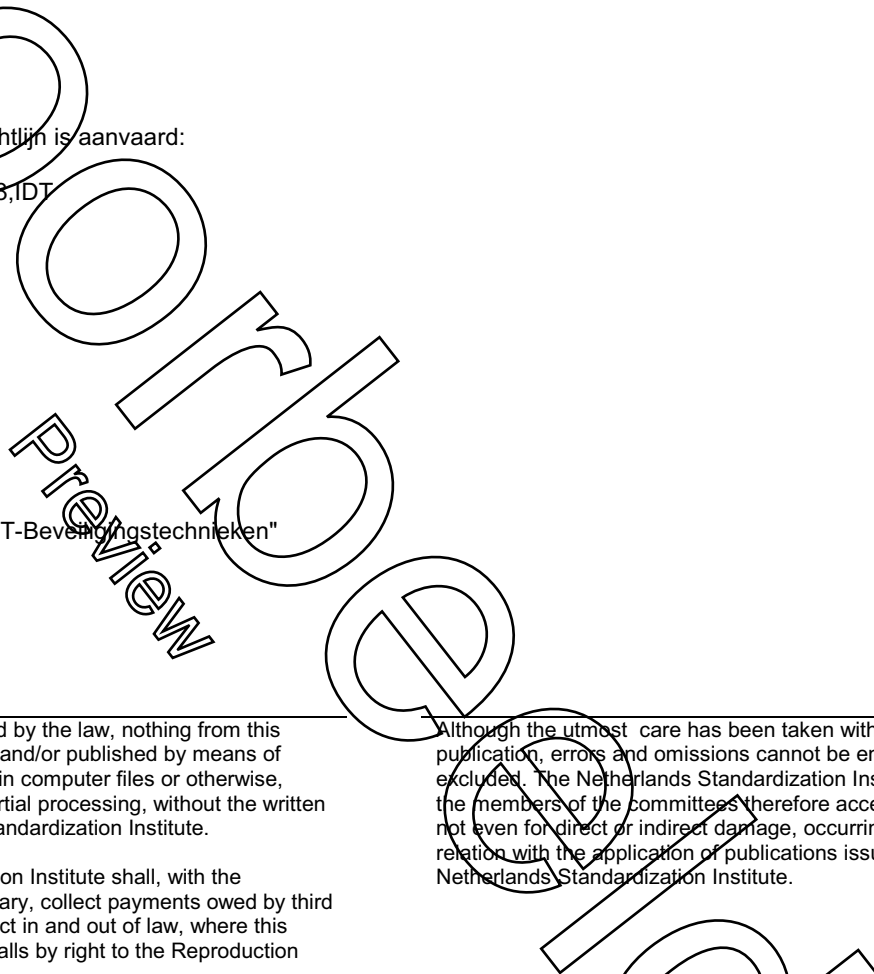 htlijn is aanvaard:
,IDT
Preview
T-Beveiligingstechnieken"
d by the law, nothing from this
and/or published by means of
in computer files or otherwise,
rtial processing, without the written
andardization Institute.
on Institute shall, with the
ary, collect payments owed by third
ct in and out of law, where this
alls by right to the Reproduction
Although the utmost care has been taken with
publication, errors and omissions cannot be en
excluded. The Netherlands Standardization Ins
the members of the committees therefore acce
not even for direct or indirect damage, occurrin
relation with the application of publications issu
Netherlands Standardization Institute.
orbeel